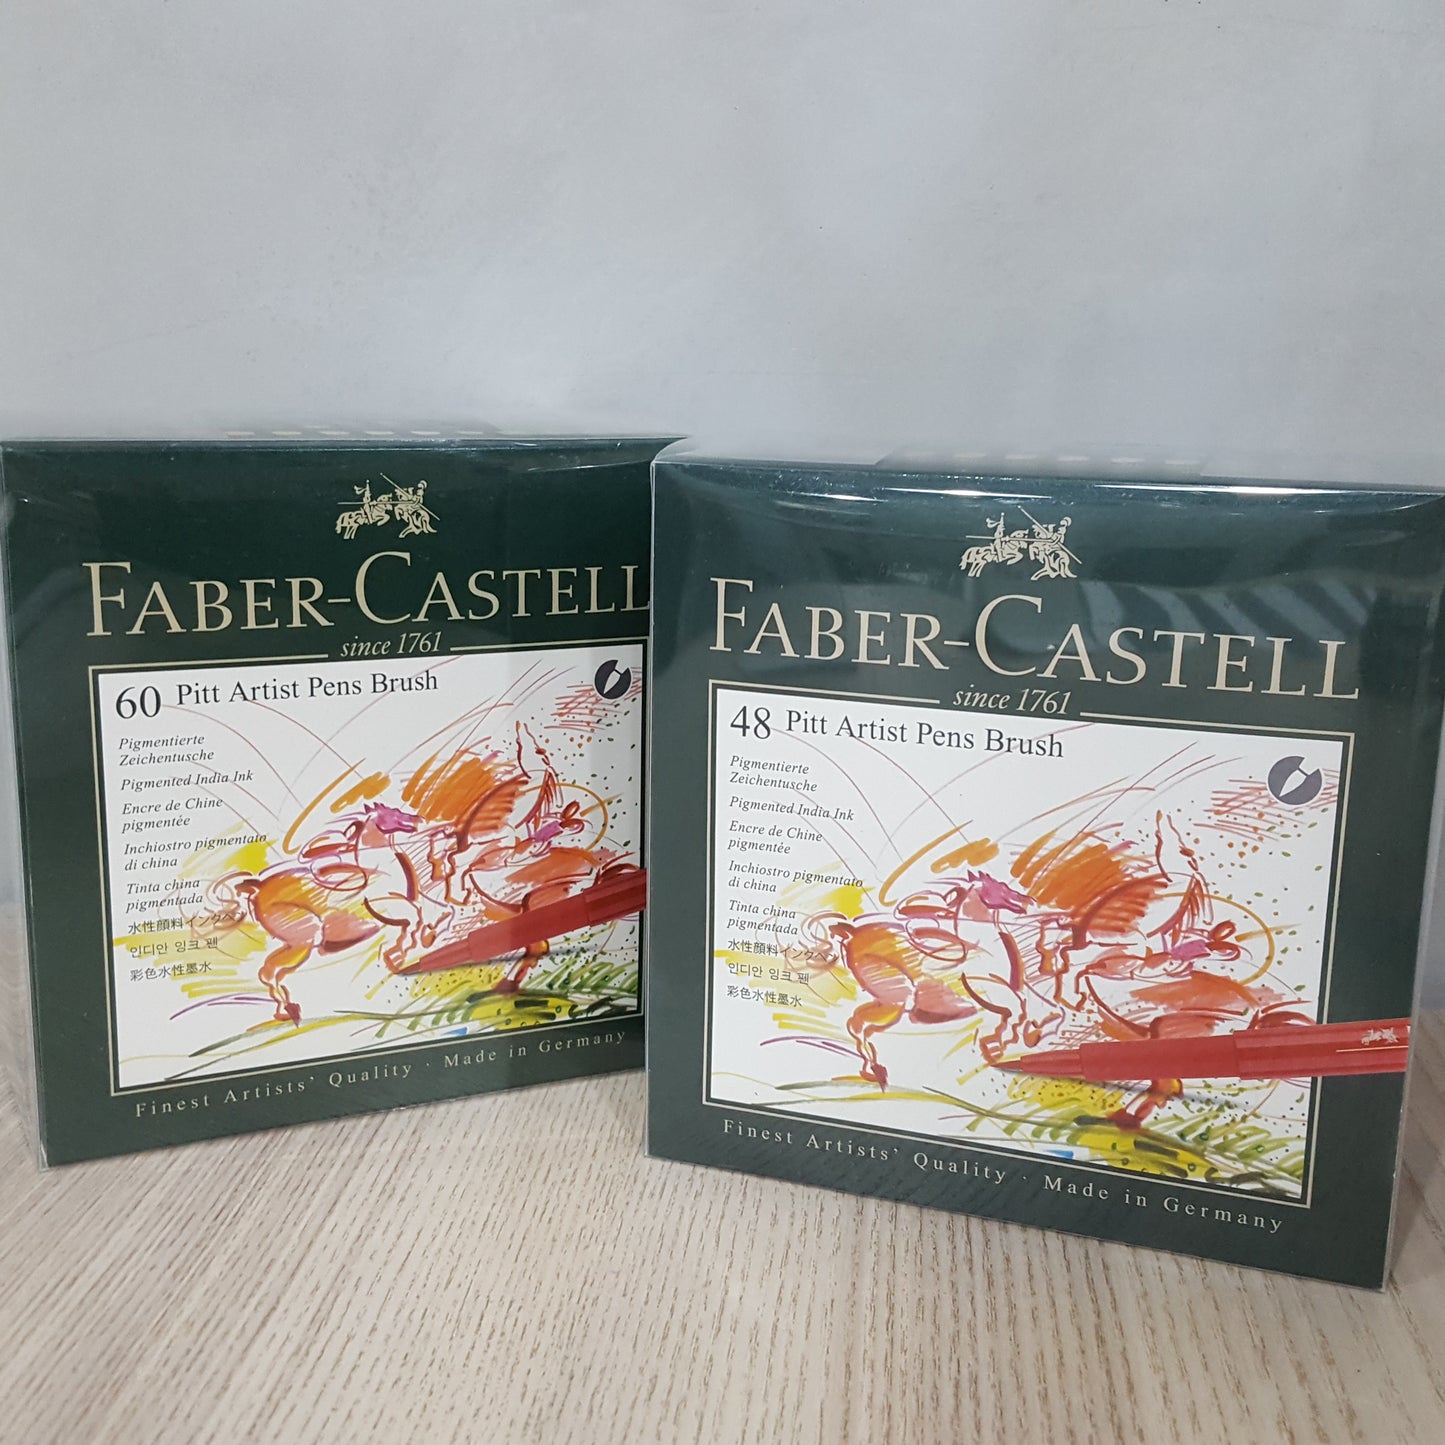 FABER-CASTELL
since 1761
60 Pitt Artist Pens Brush
Pigmentierte
Zeichentusche
Pigmented India Ink
Encre de Chine
pigmentée
Inchiostro pigmentato
di china
Tinta china
pigmentada
水性顔料インクペン
인디안 잉크 펜
彩色水性墨水
Finest Artists' Quality · Made in Germany
FABER-CASTELL
since 1761
48 Pitt Artist Pens Brush
Pigmentierte
Zeichentusche
Pigmented India Ink
Encre de Chine
pigmentée
Inchiostro pigmentato
di china
Tinta china
pigmentada
水性顔料インクペン
인디안 잉크 펜
彩色水性墨水
Finest Artists' Quality · Made in Germany